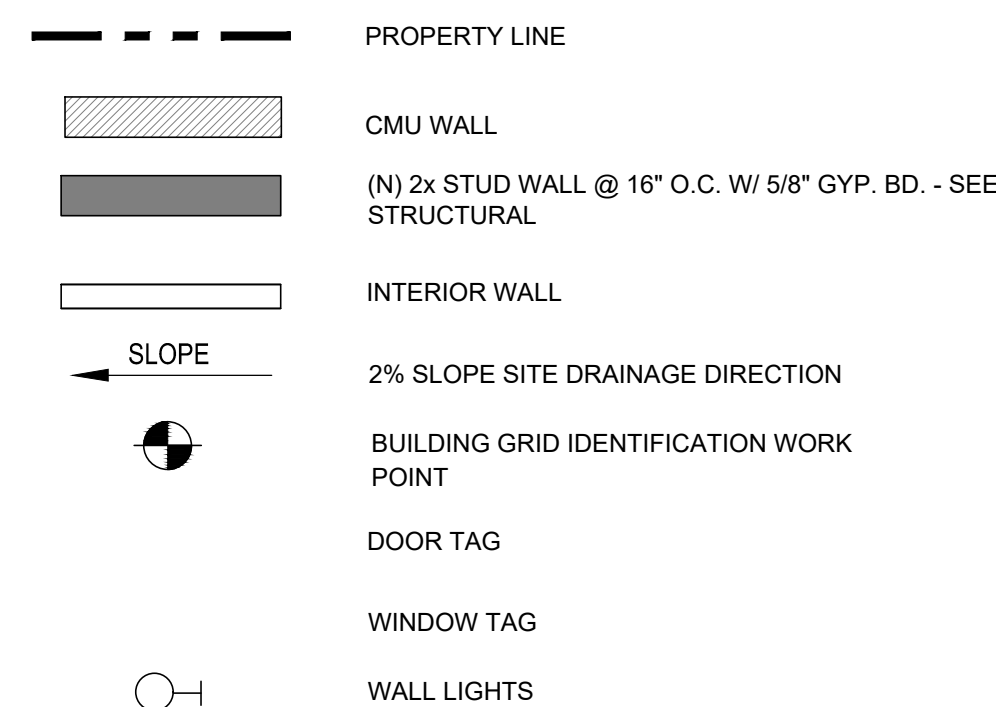 PROPERTY LINE
CMU WALL
(N) 2x STUD WALL @ 16" O.C. W/ 5/8" GYP. BD. - SEE
STRUCTURAL
INTERIOR WALL
SLOPE
2% SLOPE SITE DRAINAGE DIRECTION
BUILDING GRID IDENTIFICATION WORK
POINT
DOOR TAG
WINDOW TAG
WALL LIGHTS